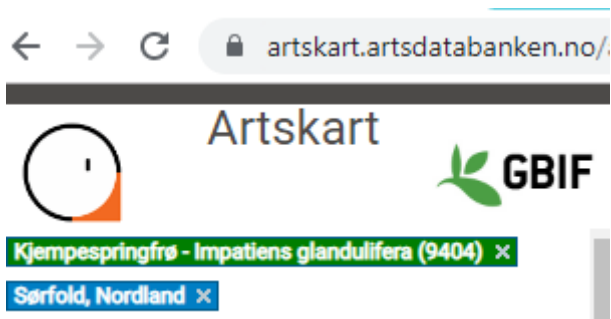 artskart.artsdatabanken.no/
Artskart
GBIF
Kjempespringfrø - Impatiens glandulifera (9404) ×
Sørfold, Nordland ×